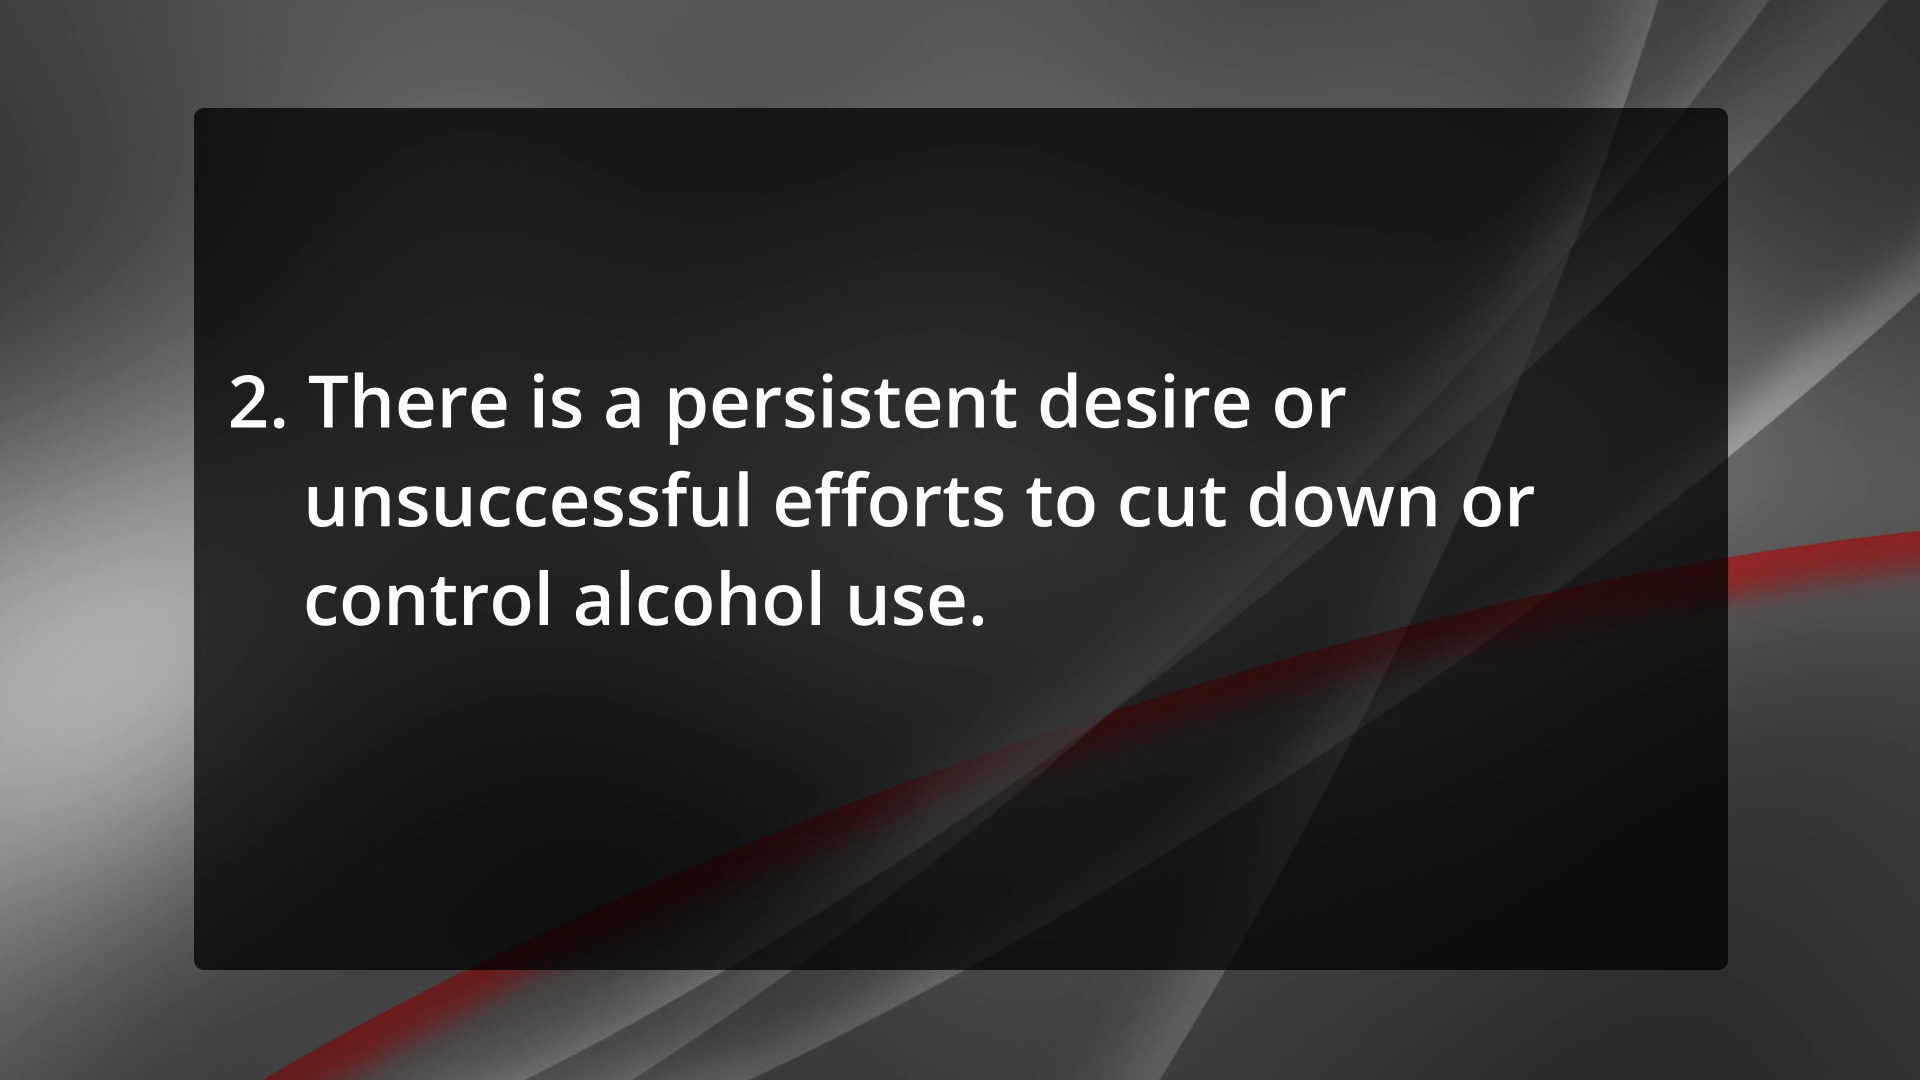 2. There is a persistent desire or
unsuccessful efforts to cut down or
control alcohol use.